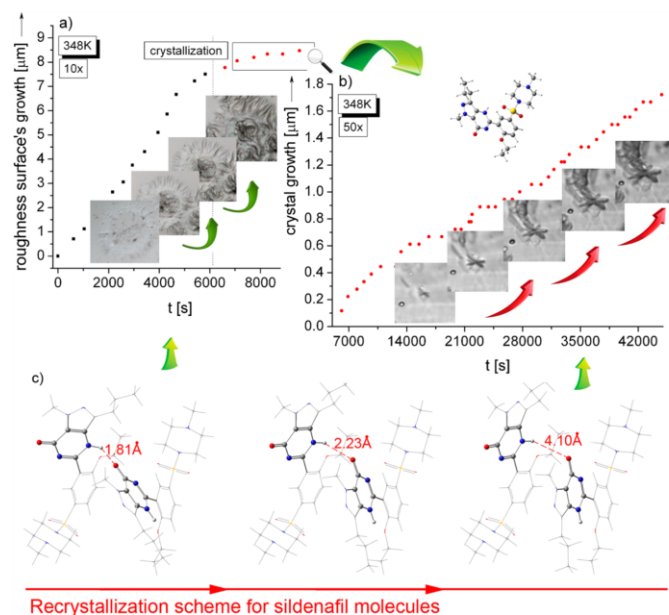 a)
roughness surface's growth [µm]
9
8
7
6
5
4
3
2
1
0
348K
10x
crystallization
0 2000 4000 6000 8000
t [s]
b)
crystal growth [µm]
1.8
1.6
1.4
1.2
1.0
0.8
0.6
0.4
0.2
0.0
348K
50x
7000 14000 21000 28000 35000 42000
t [s]
c)
1.81Å
2.23Å
4.10Å
Recrystallization scheme for sildenafil molecules